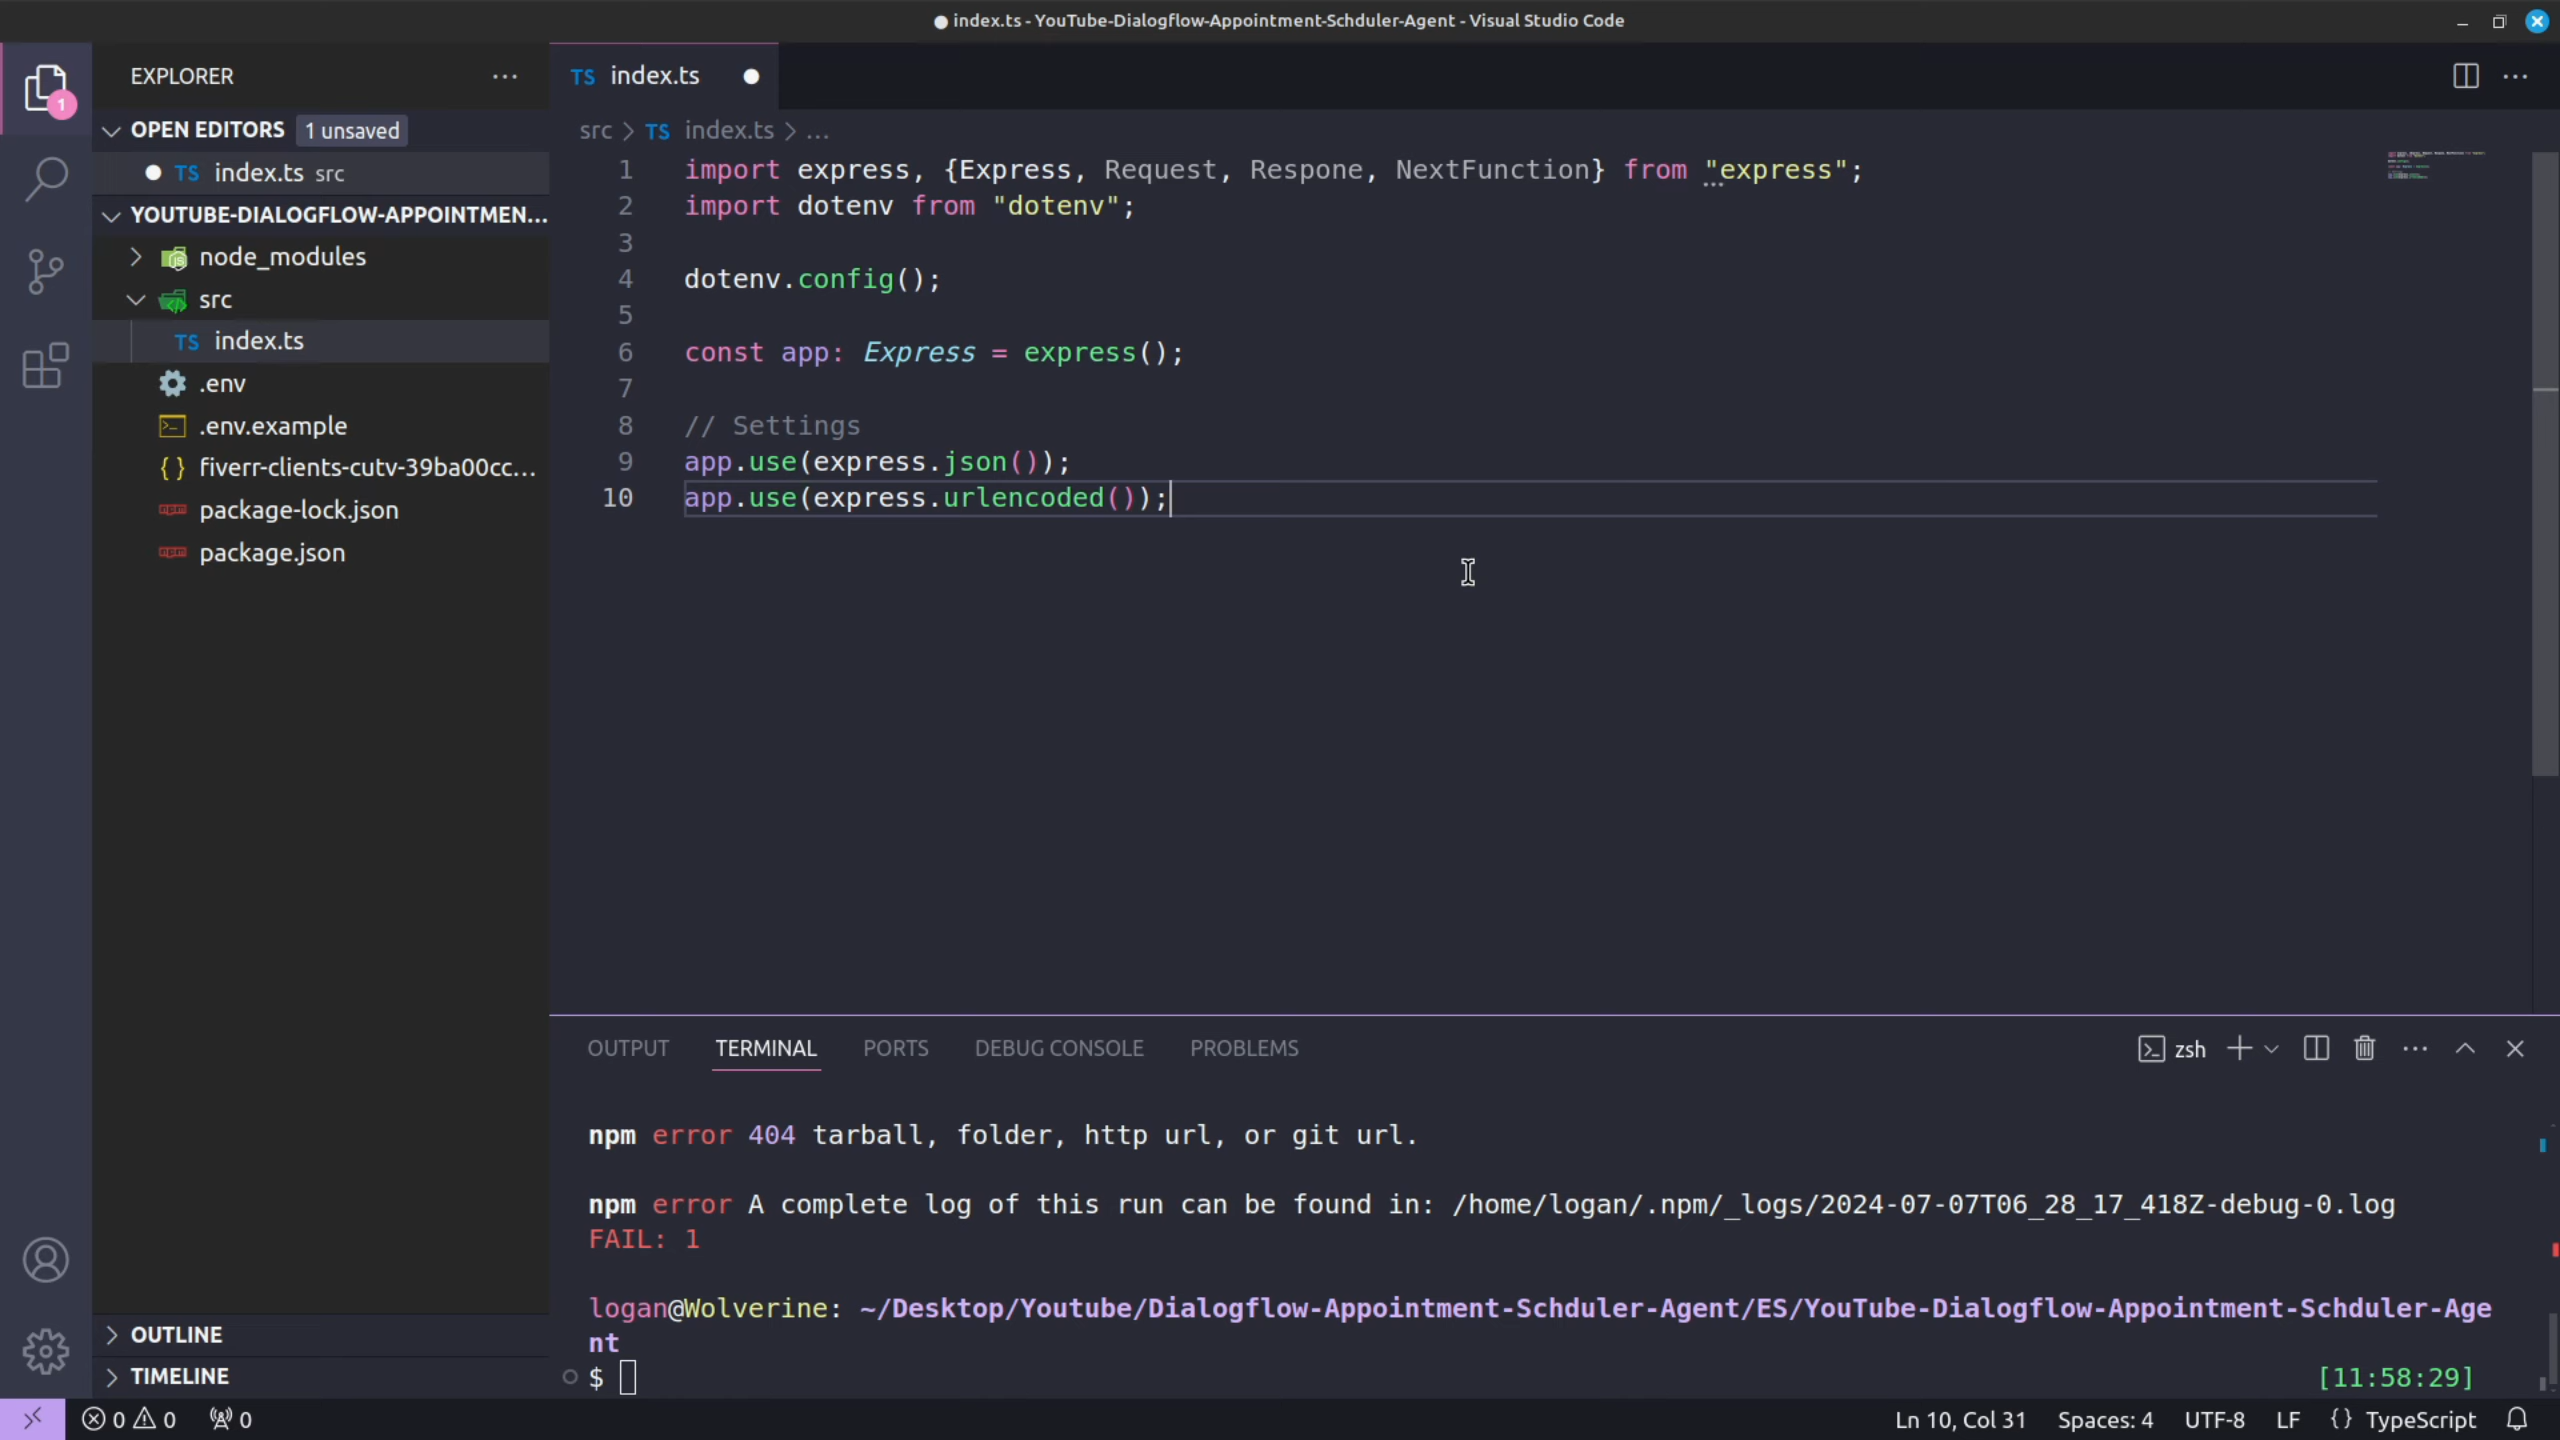 index.ts - YouTube-Dialogflow-Appointment-Schduler-Agent - Visual Studio Code
EXPLORER
OPEN EDITORS 1 unsaved
TS index.ts src
YOUTUBE-DIALOGFLOW-APPOINTMEN...
node_modules
src
TS index.ts
.env
.env.example
fiverr-clients-cutv-39ba00cc...
package-lock.json
package.json
OUTLINE
TIMELINE
1
TS index.ts
src > TS index.ts > ...
1 import express, {Express, Request, Respone, NextFunction} from "express";
2 import dotenv from "dotenv";
3
4 dotenv.config();
5
6 const app: Express = express();
7
8 // Settings
9 app.use(express.json());
10 app.use(express.urlencoded());
OUTPUT TERMINAL PORTS DEBUG CONSOLE PROBLEMS
zsh
npm error 404 tarball, folder, http url, or git url.
npm error A complete log of this run can be found in: /home/logan/.npm/_logs/2024-07-07T06_28_17_418Z-debug-0.log
FAIL: 1
logan@Wolverine: ~/Desktop/Youtube/Dialogflow-Appointment-Schduler-Agent/ES/YouTube-Dialogflow-Appointment-Schduler-Age
nt
$ [11:58:29]
0 0 0 Ln 10, Col 31 Spaces: 4 UTF-8 LF {} TypeScript